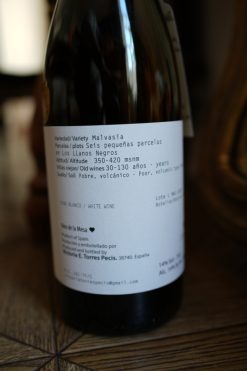 Variedad/ Variety Malvasía
Parcelas / plots Seis pequeñas parcelas
de Los Llanos Negros
Altitud/ Altitude 350-420 msnm
Viñas viejas/ Old wines 30-130 años - years
Suelo/ Soil Pobre, volcánico - Poor, volcanic
VINO BLANCO / WHITE WINE
Vino de la Mesa ♥
Product of Spain
Producido y embotellado por
Produced and bottled by
Victoria E. Torres Pecis. 38740. España